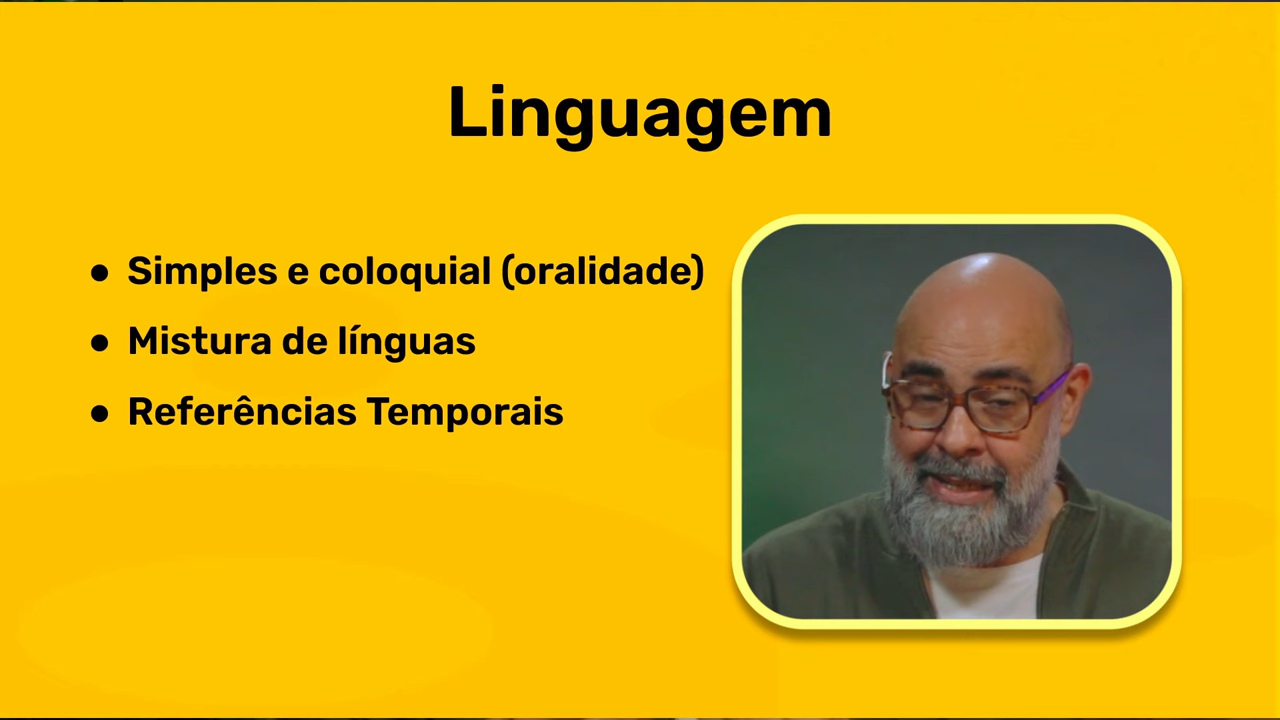 Linguagem
● Simples e coloquial (oralidade)
● Mistura de línguas
● Referências Temporais